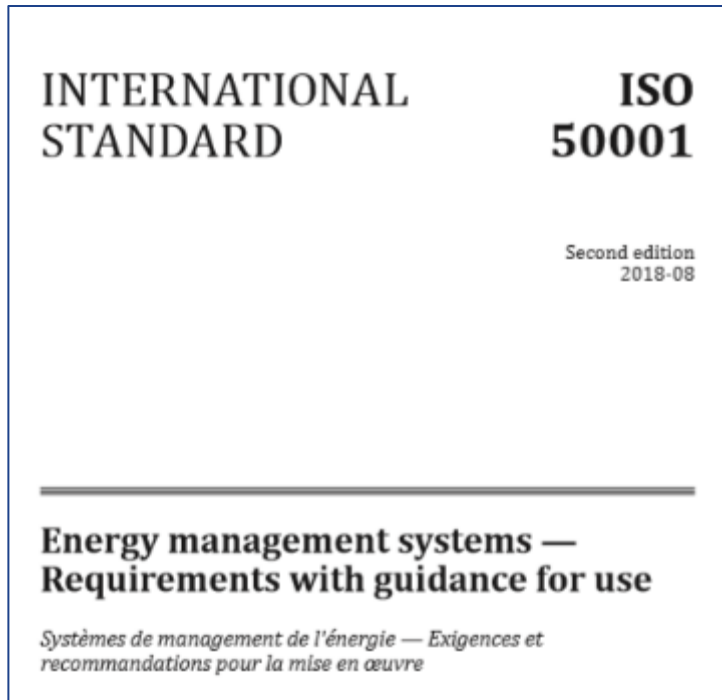 INTERNATIONAL STANDARD
ISO 50001
Second edition
2018-08
Energy management systems —
Requirements with guidance for use
Systèmes de management de l'énergie — Exigences et
recommandations pour la mise en œuvre